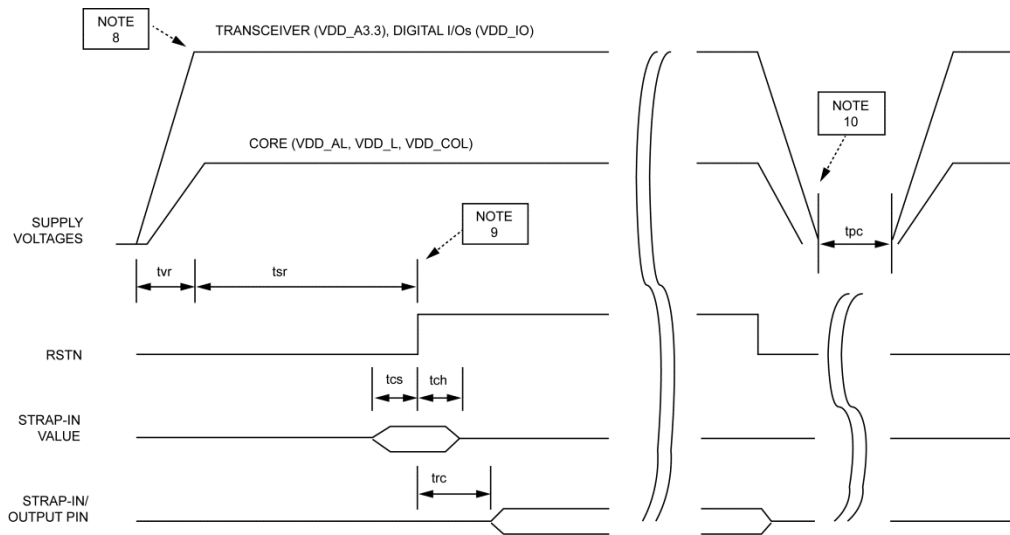 NOTE
8
TRANSCEIVER (VDD_A3.3), DIGITAL I/Os (VDD_IO)
NOTE
10
CORE (VDD_AL, VDD_L, VDD_COL)
NOTE
9
SUPPLY
VOLTAGES
tpc
tvr
tsr
RSTN
tcs
tch
STRAP-IN
VALUE
trc
STRAP-IN/
OUTPUT PIN